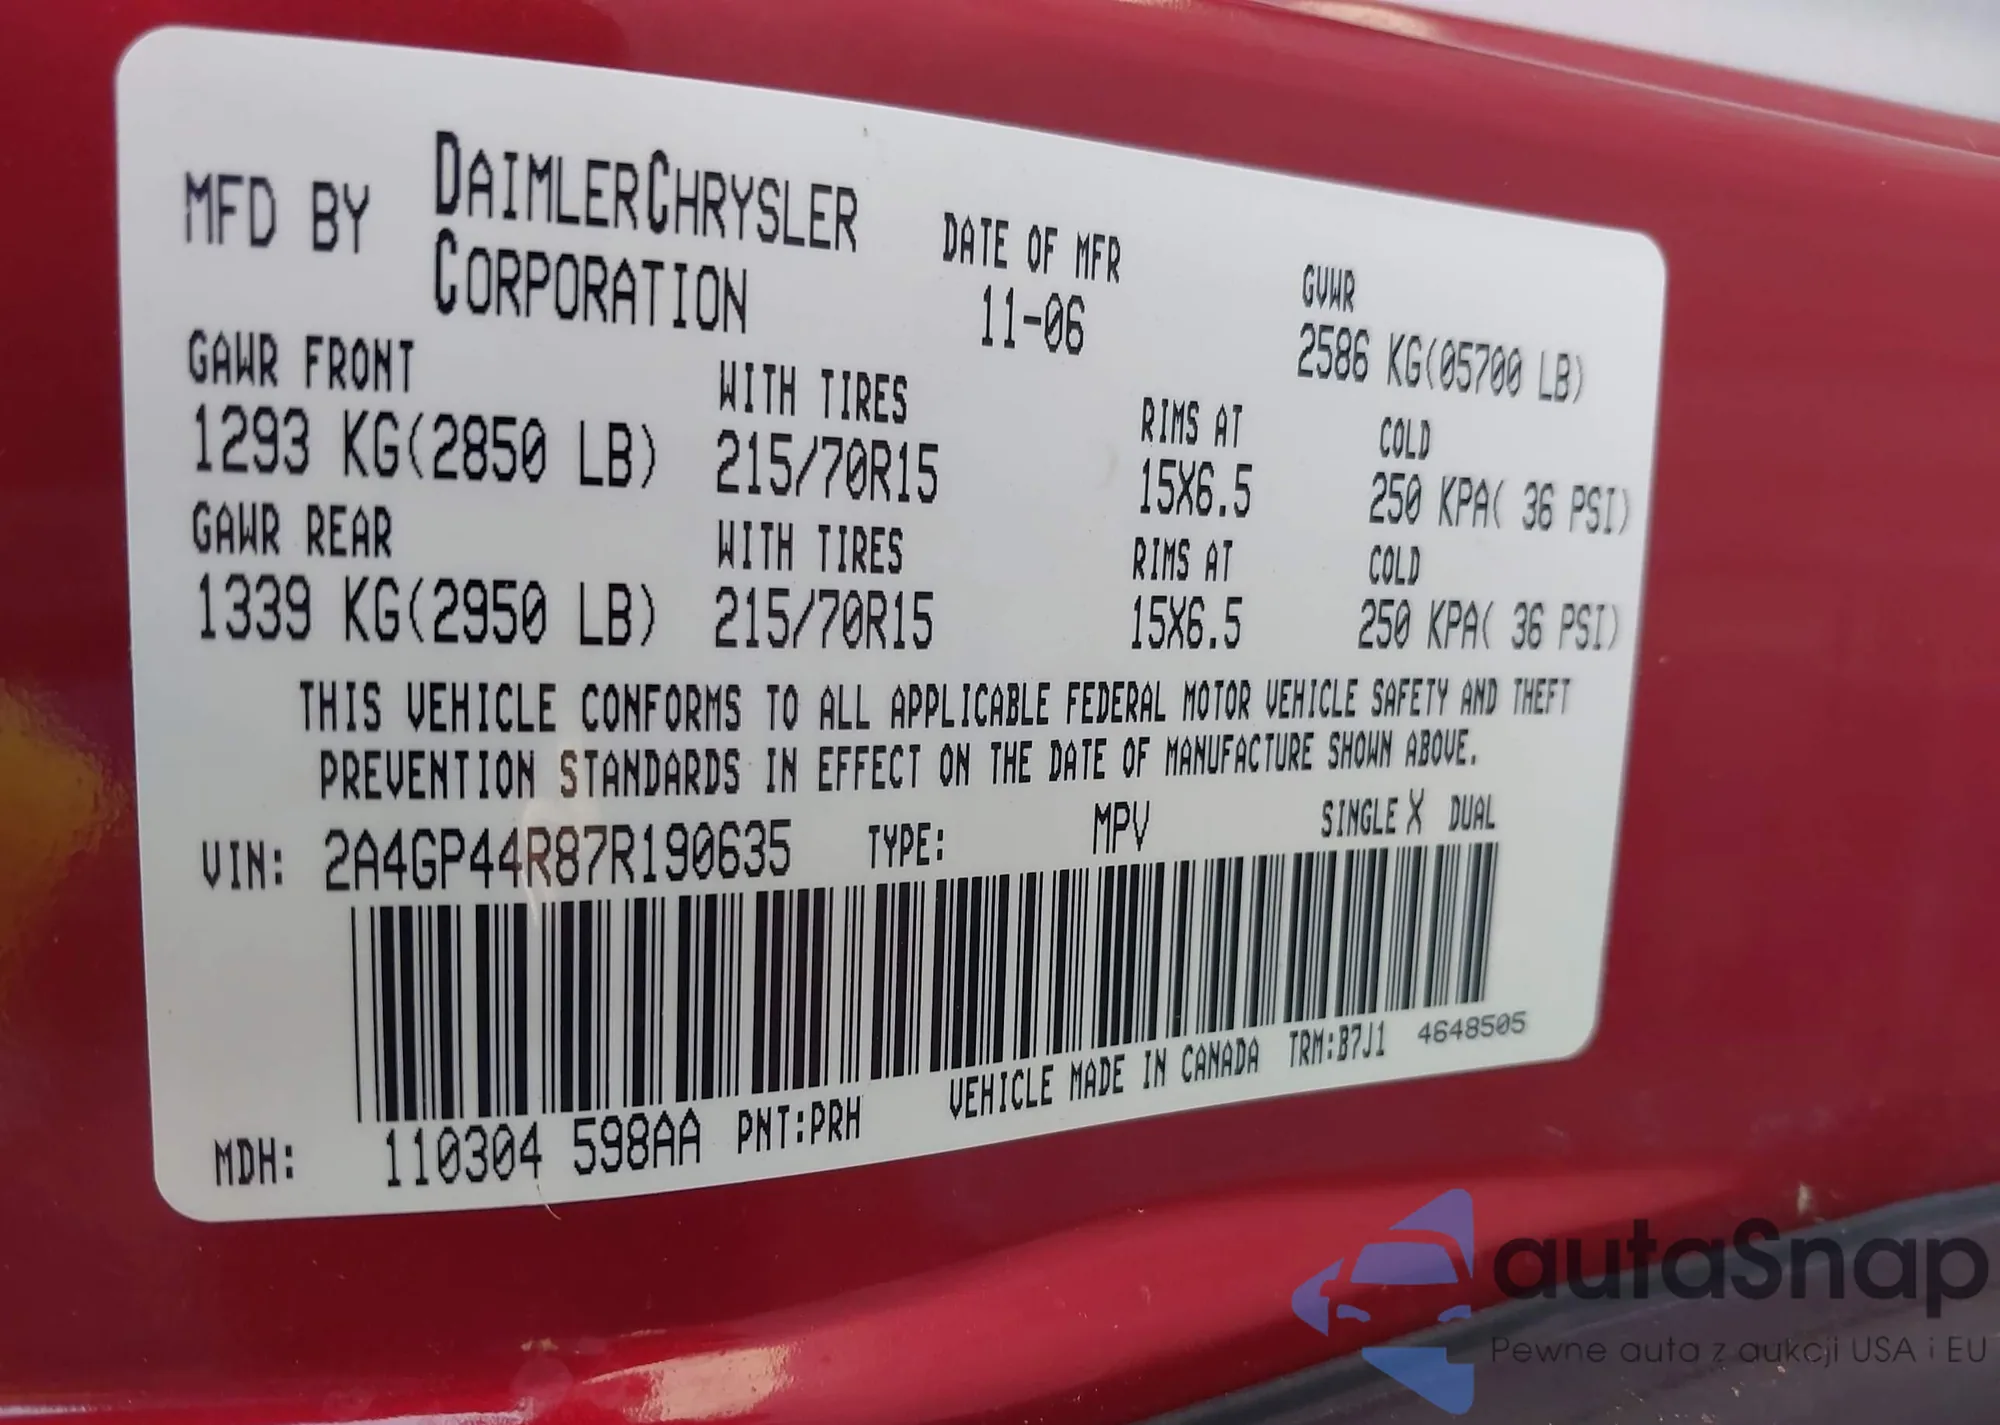 MFD BY DAIMLERCHRYSLER CORPORATION
DATE OF MFR
11-06
GVWR
2586 KG(05700 LB)
GAWR FRONT WITH TIRES RIMS AT COLD
1293 KG(2850 LB) 215/70R15 15X6.5 250 KPA( 36 PSI)
GAWR REAR WITH TIRES RIMS AT COLD
1339 KG(2950 LB) 215/70R15 15X6.5 250 KPA( 36 PSI)
THIS VEHICLE CONFORMS TO ALL APPLICABLE FEDERAL MOTOR VEHICLE SAFETY AND THEFT
PREVENTION STANDARDS IN EFFECT ON THE DATE OF MANUFACTURE SHOWN ABOVE.
VIN: 2A4GP44R87R190635 TYPE: MPV SINGLE X DUAL
VEHICLE MADE IN CANADA TRM:B7J1 4648505
MDH: 110304 598AA PNT:PRH
autaSnap
Pewne auta z aukcji USA i EU